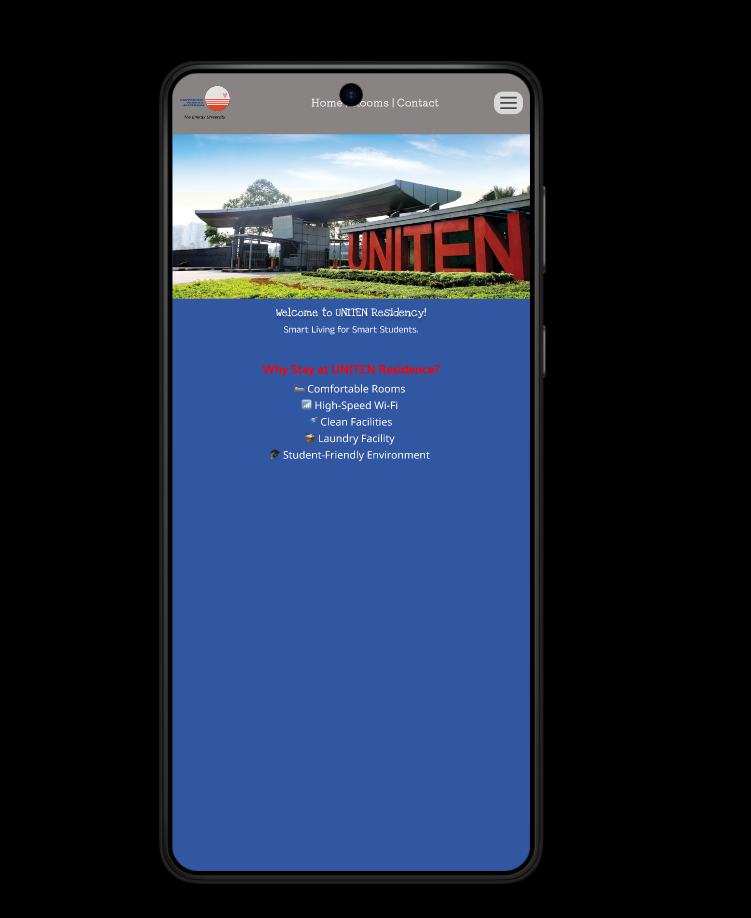 The Energy University
Home | Rooms | Contact
UNITEN
Welcome to UNITEN Residency!
Smart Living for Smart Students.
Why Stay at UNITEN Residence?
Comfortable Rooms
High-Speed Wi-Fi
Clean Facilities
Laundry Facility
Student-Friendly Environment